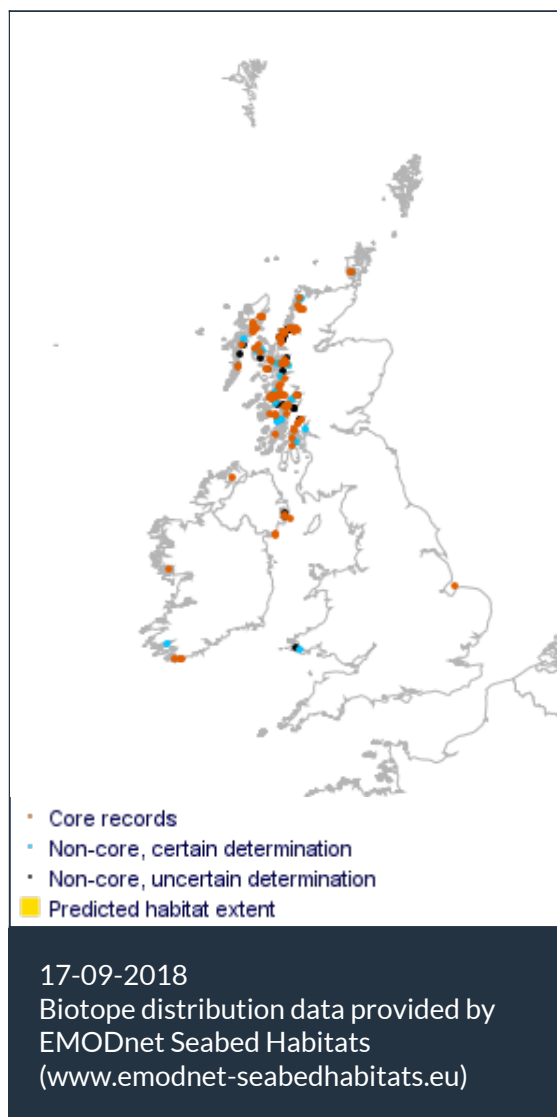 Core records
Non-core, certain determination
Non-core, uncertain determination
Predicted habitat extent
17-09-2018
Biotope distribution data provided by
EMODnet Seabed Habitats
(www.emodnet-seabedhabitats.eu)